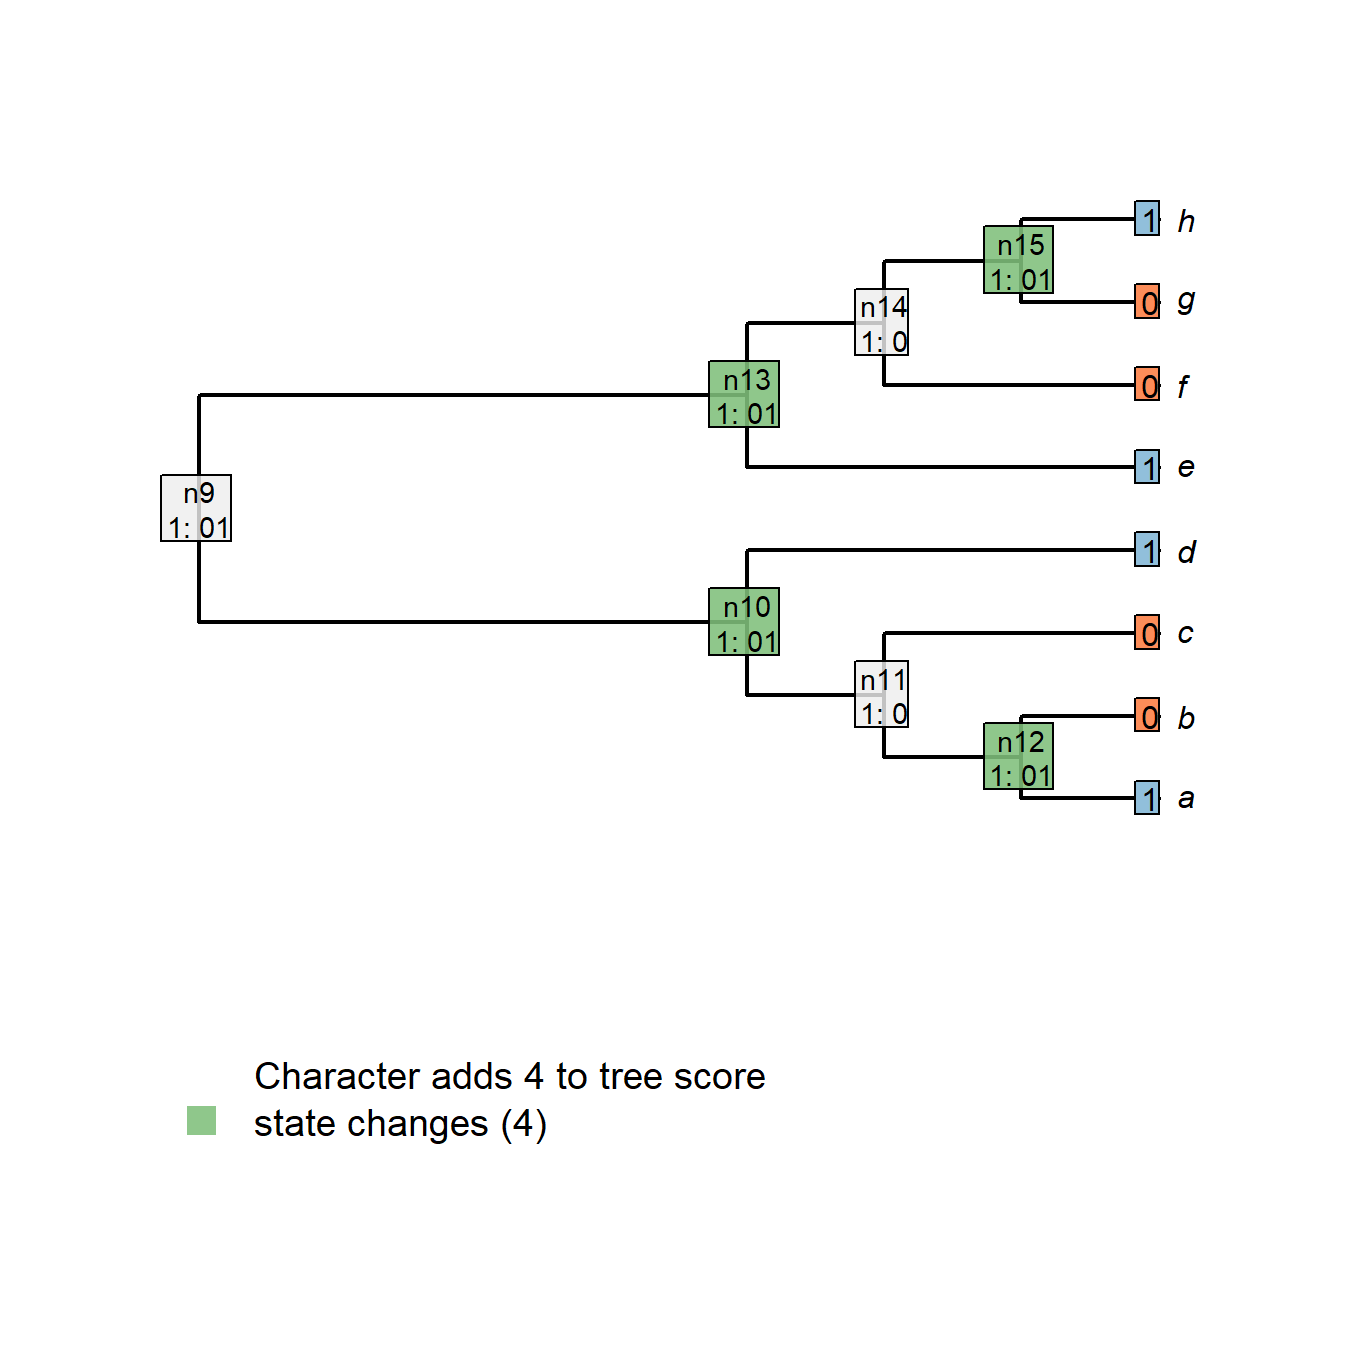 1 h
n15
1: 01
0 g
n14
1: 0
0 f
n13
1: 01
1 e
n9
1: 01
1 d
n10
1: 01
0 c
n11
1: 0
0 b
n12
1: 01
1 a
Character adds 4 to tree score
state changes (4)